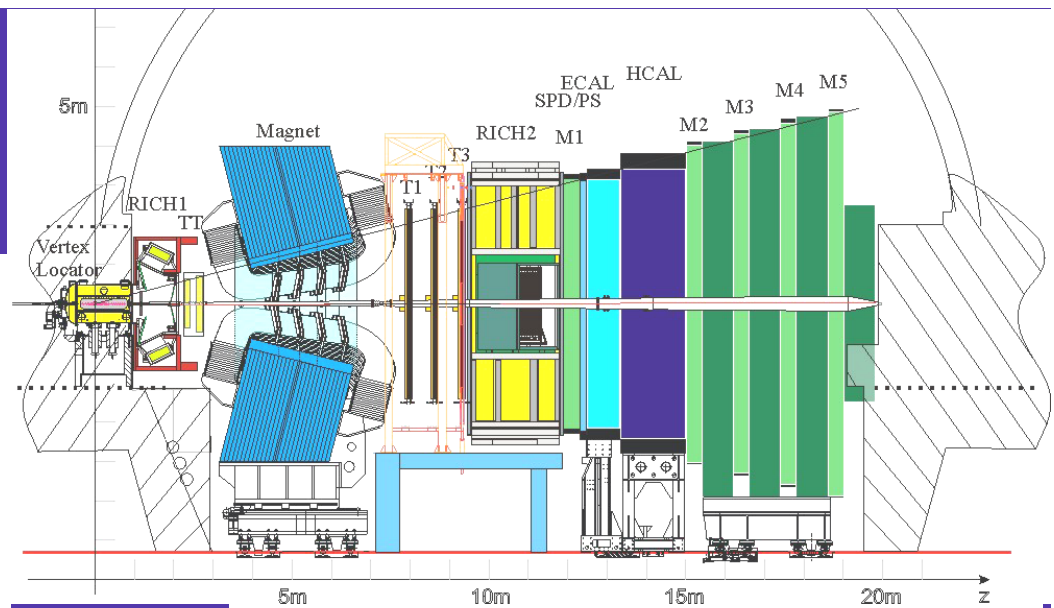 5m
Magnet
RICH1
TT
Vertex
Locator
T1
T2
T3
RICH2
SPD/PS
ECAL
M1
HCAL
M2
M3
M4
M5
5m
10m
15m
20m
z